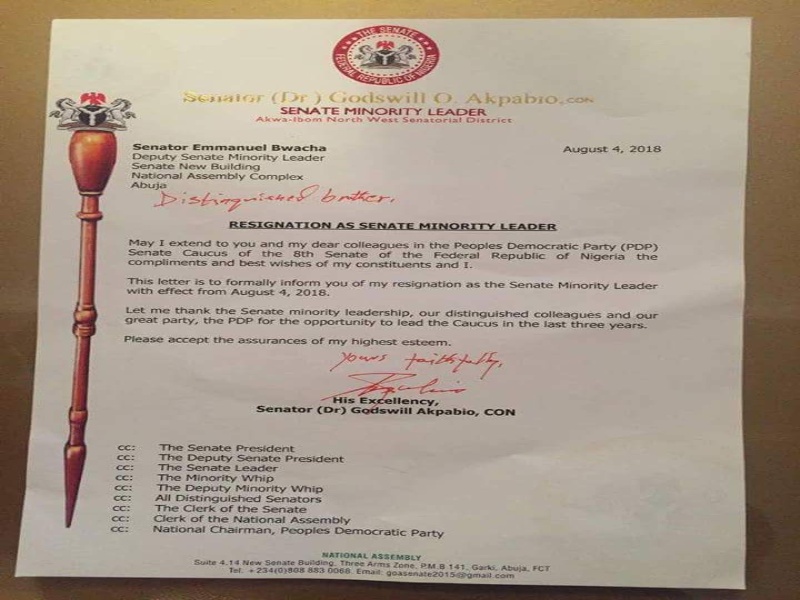 THE SENATE
FEDERAL REPUBLIC OF NIGERIA
Senator (Dr) Godswill O. Akpabio, CON
SENATE MINORITY LEADER
Akwa-Ibom North West Senatorial District
Senator Emmanuel Bwacha
August 4, 2018
Deputy Senate Minority Leader
Senate New Building
National Assembly Complex
Abuja
Distinguished brother,
RESIGNATION AS SENATE MINORITY LEADER
May I extend to you and my dear colleagues in the Peoples Democratic Party (PDP)
Senate Caucus of the 8th Senate of the Federal Republic of Nigeria the
compliments and best wishes of my constituents and I.
This letter is to formally inform you of my resignation as the Senate Minority Leader
with effect from August 4, 2018.
Let me thank the Senate minority leadership, our distinguished colleagues and our
great party, the PDP for the opportunity to lead the Caucus in the last three years.
Please accept the assurances of my highest esteem.
Yours faithfully,
His Excellency,
Senator (Dr) Godswill Akpabio, CON
cc: The Senate President
cc: The Deputy Senate President
cc: The Senate Leader
cc: The Minority Whip
cc: The Deputy Minority Whip
cc: All Distinguished Senators
cc: The Clerk of the Senate
cc: Clerk of the National Assembly
cc: National Chairman, Peoples Democratic Party
NATIONAL ASSEMBLY
Suite 4.14 New Senate Building, Three Arms Zone, P.M.B 141, Garki, Abuja, FCT
Tel: +234(0)808 883 0068. Email: goasenate2015@gmail.com